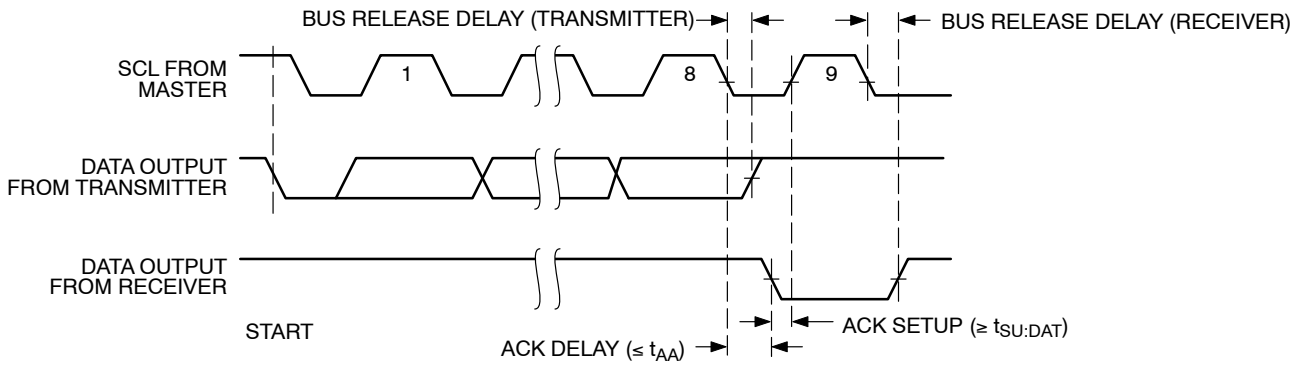 BUS RELEASE DELAY (TRANSMITTER)
BUS RELEASE DELAY (RECEIVER)
SCL FROM
MASTER
1
8
9
DATA OUTPUT
FROM TRANSMITTER
DATA OUTPUT
FROM RECEIVER
START
ACK SETUP (≥ tSU:DAT)
ACK DELAY (≤ tAA)